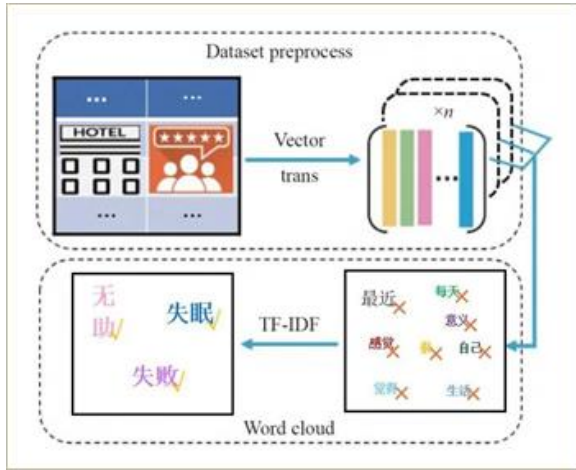 Dataset preprocess
... ...
HOTEL
... ...
Vector
trans
×n
...
无
助
失眠
失败
TF-IDF
最近
每天
意义
感觉
自己
觉得
生活
Word cloud